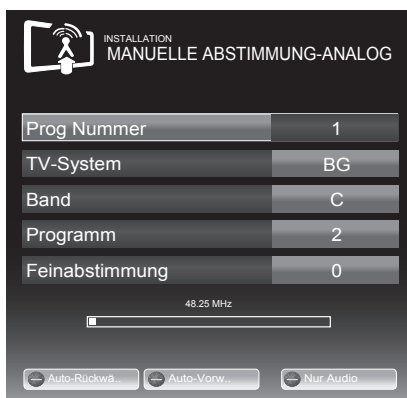 INSTALLATION
MANUELLE ABSTIMMUNG-ANALOG
Prog Nummer 1
TV-System BG
Band C
Programm 2
Feinabstimmung 0
48.25 MHz
Auto-Rückwä.. Auto-Vorw.. Nur Audio